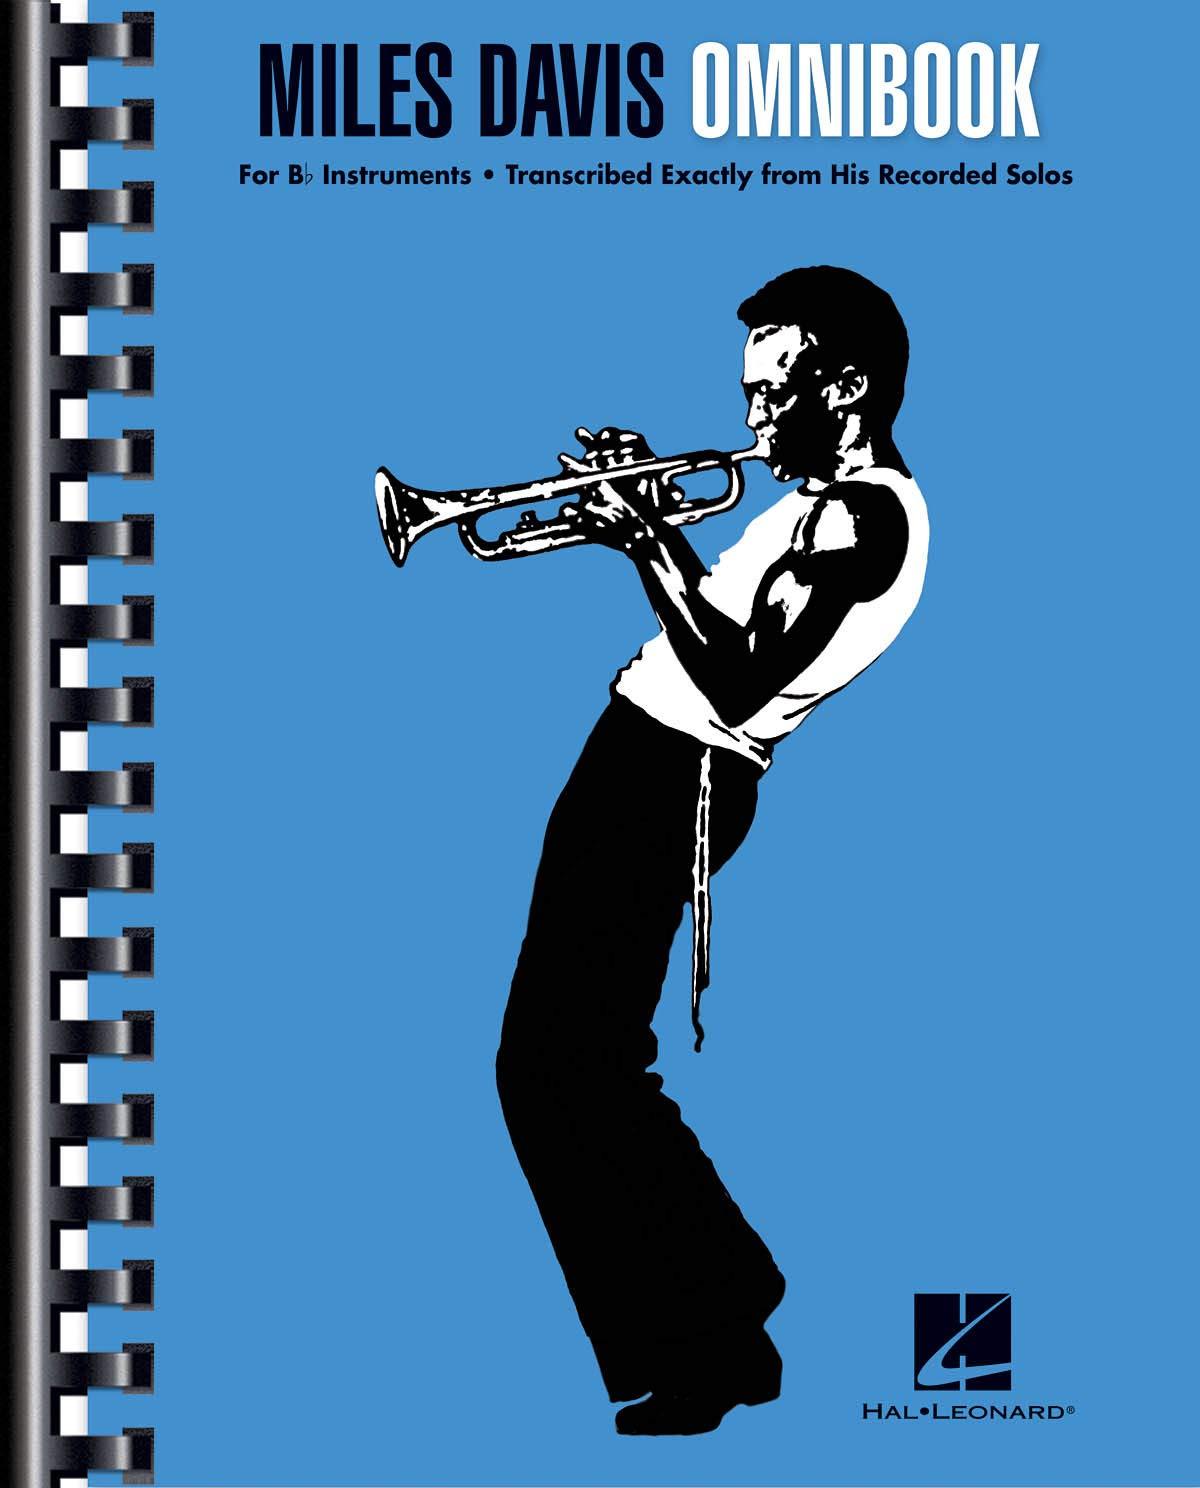 MILES DAVIS OMNIBOOK
For B♭ Instruments • Transcribed Exactly from His Recorded Solos
HAL•LEONARD®